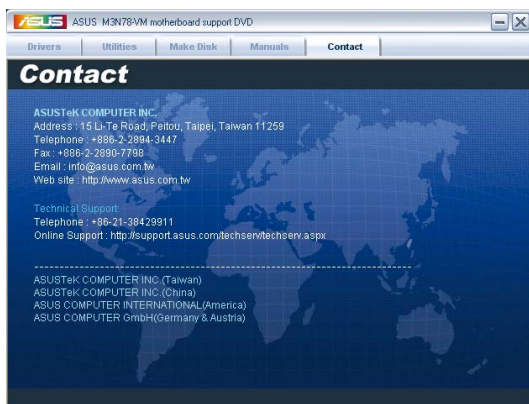 ASUS M3N78-VM motherboard support DVD
Drivers Utilities Make Disk Manuals Contact
Contact
ASUSTeK COMPUTER INC.
Address : 15 Li-Te Road, Peitou, Taipei, Taiwan 11259
Telephone : +886-2-2894-3447
Fax : +886-2-2890-7798
Email : info@asus.com.tw
Web site : http://www.asus.com.tw
Technical Support:
Telephone : +86-21-38429911
Online Support : http://support.asus.com/techserv/techserv.aspx
ASUSTeK COMPUTER INC.(Taiwan)
ASUSTeK COMPUTER INC.(China)
ASUS COMPUTER INTERNATIONAL(America)
ASUS COMPUTER GmbH(Germany & Austria)